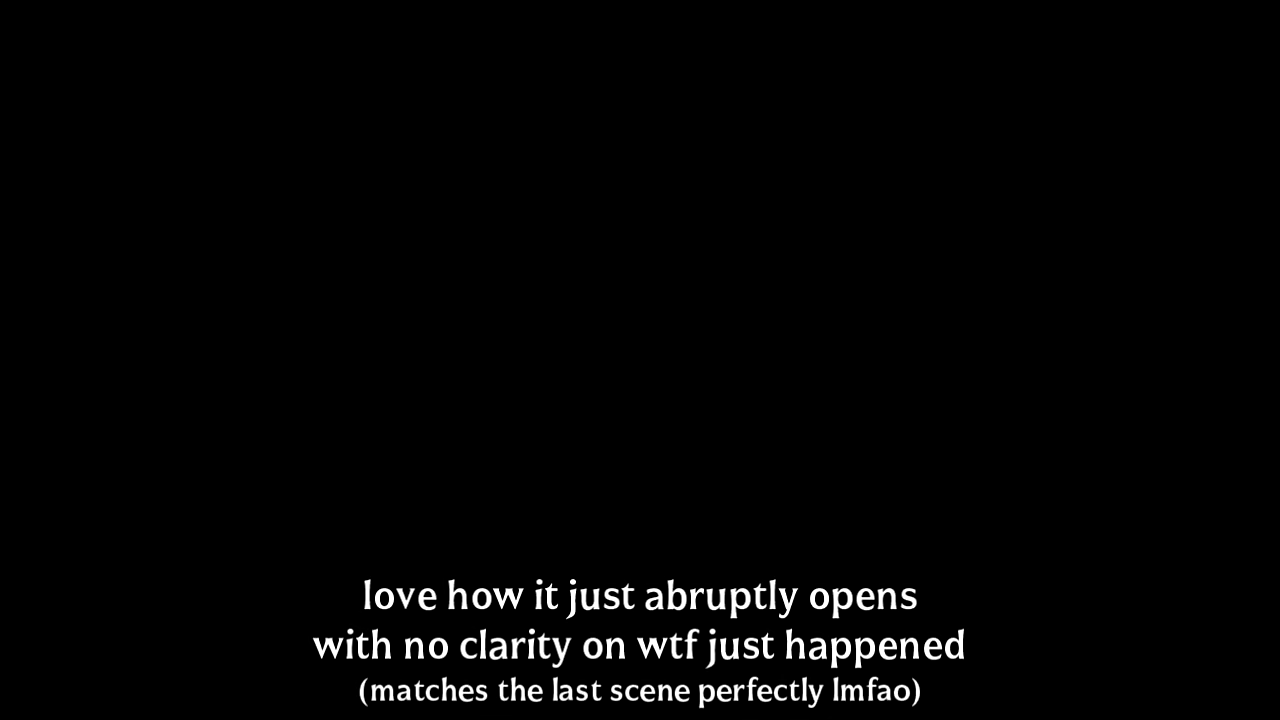 love how it just abruptly opens
with no clarity on wtf just happened
(matches the last scene perfectly lmfao)